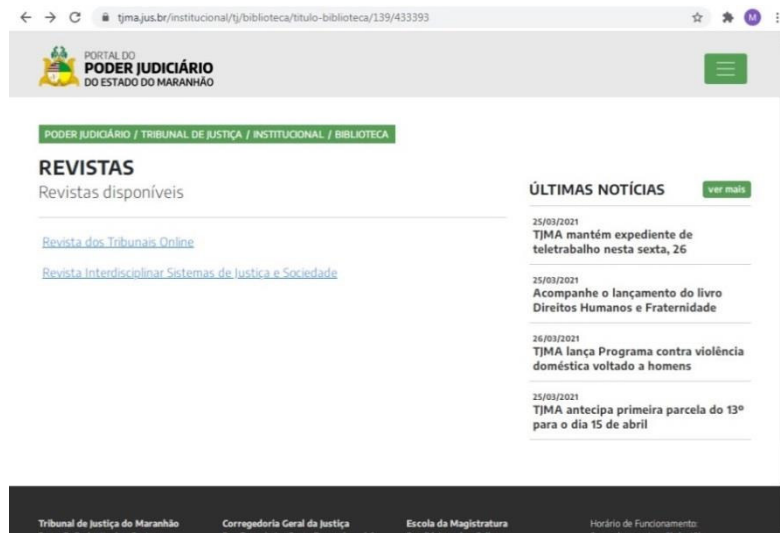 tjma.jus.br/institucional/tj/biblioteca/titulo-biblioteca/139/433393
M
PORTAL DO
PODER JUDICIÁRIO
DO ESTADO DO MARANHÃO
PODER JUDICIÁRIO / TRIBUNAL DE JUSTIÇA / INSTITUCIONAL / BIBLIOTECA
REVISTAS
Revistas disponíveis
Revista dos Tribunais Online
Revista Interdisciplinar Sistemas de Justiça e Sociedade
ÚLTIMAS NOTÍCIAS
ver mais
25/03/2021
TJMA mantém expediente de
teletrabalho nesta sexta, 26
25/03/2021
Acompanhe o lançamento do livro
Direitos Humanos e Fraternidade
26/03/2021
TJMA lança Programa contra violência
doméstica voltado a homens
25/03/2021
TJMA antecipa primeira parcela do 13º
para o dia 15 de abril
Tribunal de Justiça do Maranhão
Corregedoria Geral da Justiça
Escola da Magistratura
Horário de Funcionamento: